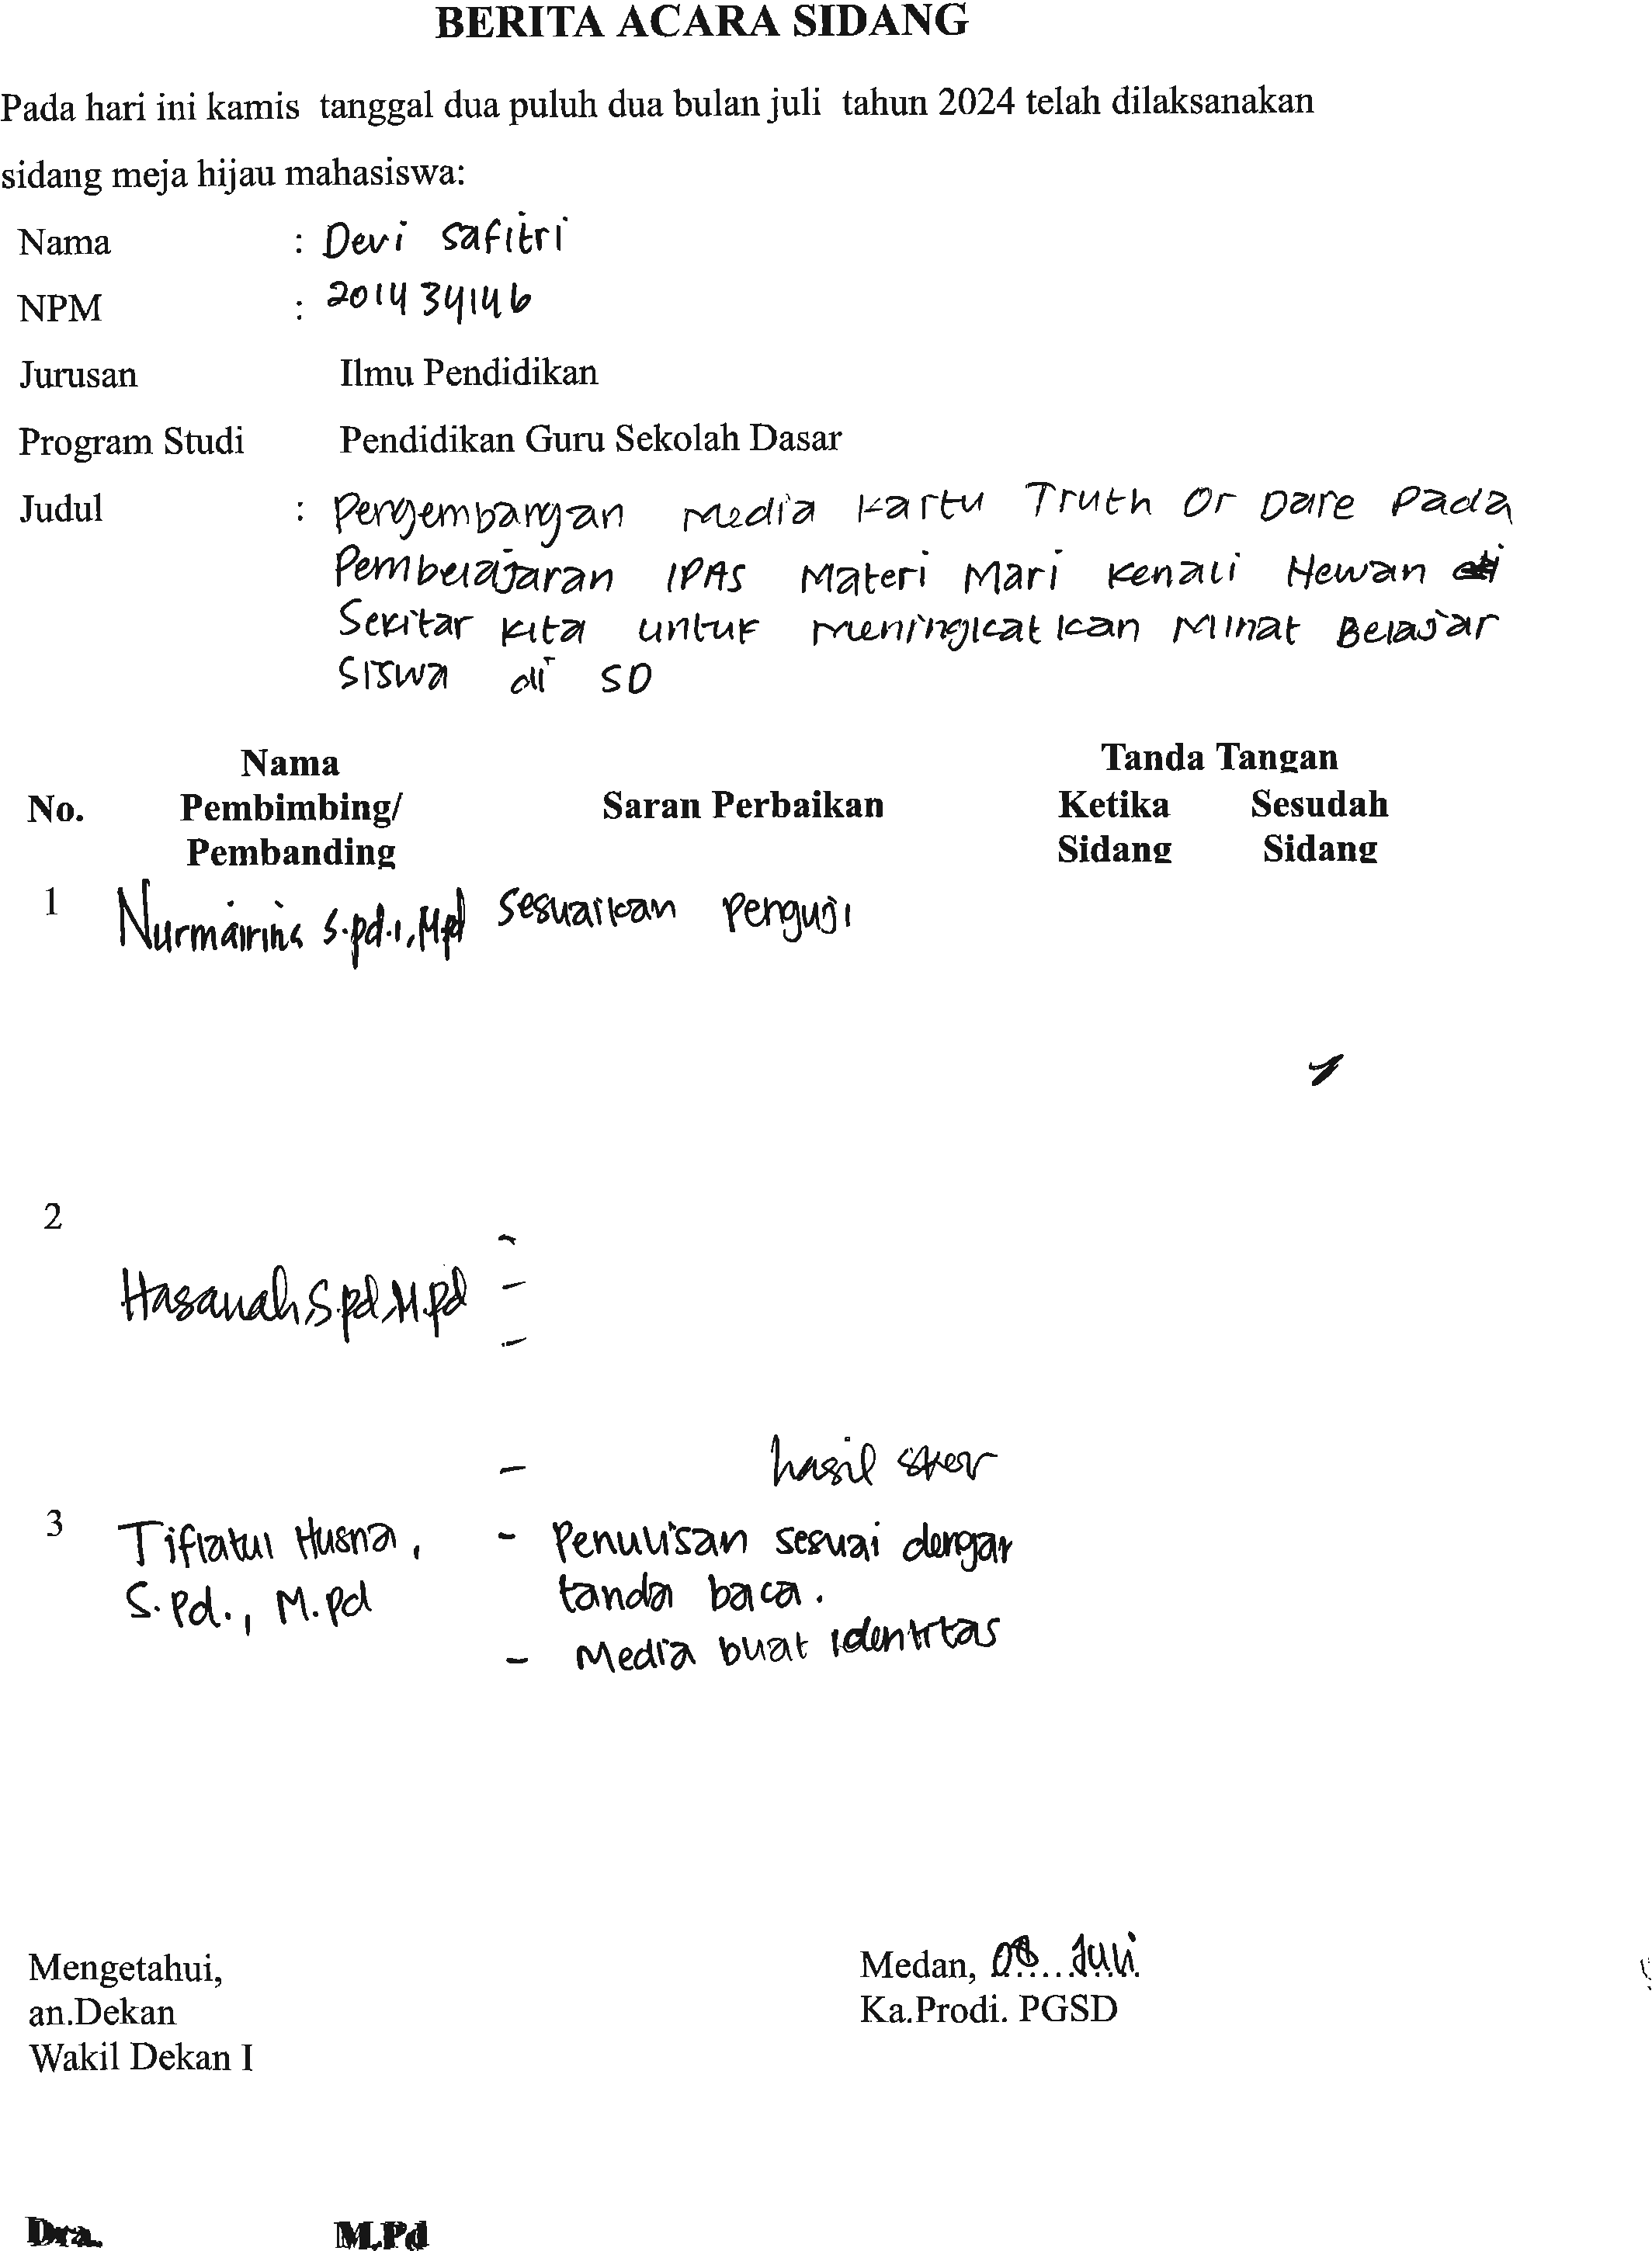 BERITA ACARA SIDANG
Pada hari ini kamis tanggal dua puluh dua bulan juli tahun 2024 telah dilaksanakan
sidang meja hijau mahasiswa:
Nama : Devi Safitri
NPM : 201434146
Jurusan Ilmu Pendidikan
Program Studi Pendidikan Guru Sekolah Dasar
Judul : Pengembangan Media Kartu Truth Or Dare Pada
Pembelajaran IPAS Materi Mari Kenali Hewan di
Sekitar Kita untuk Meningkatkan Minat Belajar
Siswa di SD
Nama Tanda Tangan
No. Pembimbing/ Saran Perbaikan Ketika Sesudah
Pembanding Sidang Sidang
1 Nurmairina S.pd.i, M.pd Sesuaikan Penguji
2
Hasanah, S.pd, M.pd -
-
-
- hasil skor
3 Tiflatul Husna, - Penulisan sesuai dengan
S.Pd., M.Pd tanda baca.
- Media buat identitas
Mengetahui, Medan, 08 Juli
an.Dekan Ka.Prodi. PGSD
Wakil Dekan I
Dra. M.Pd